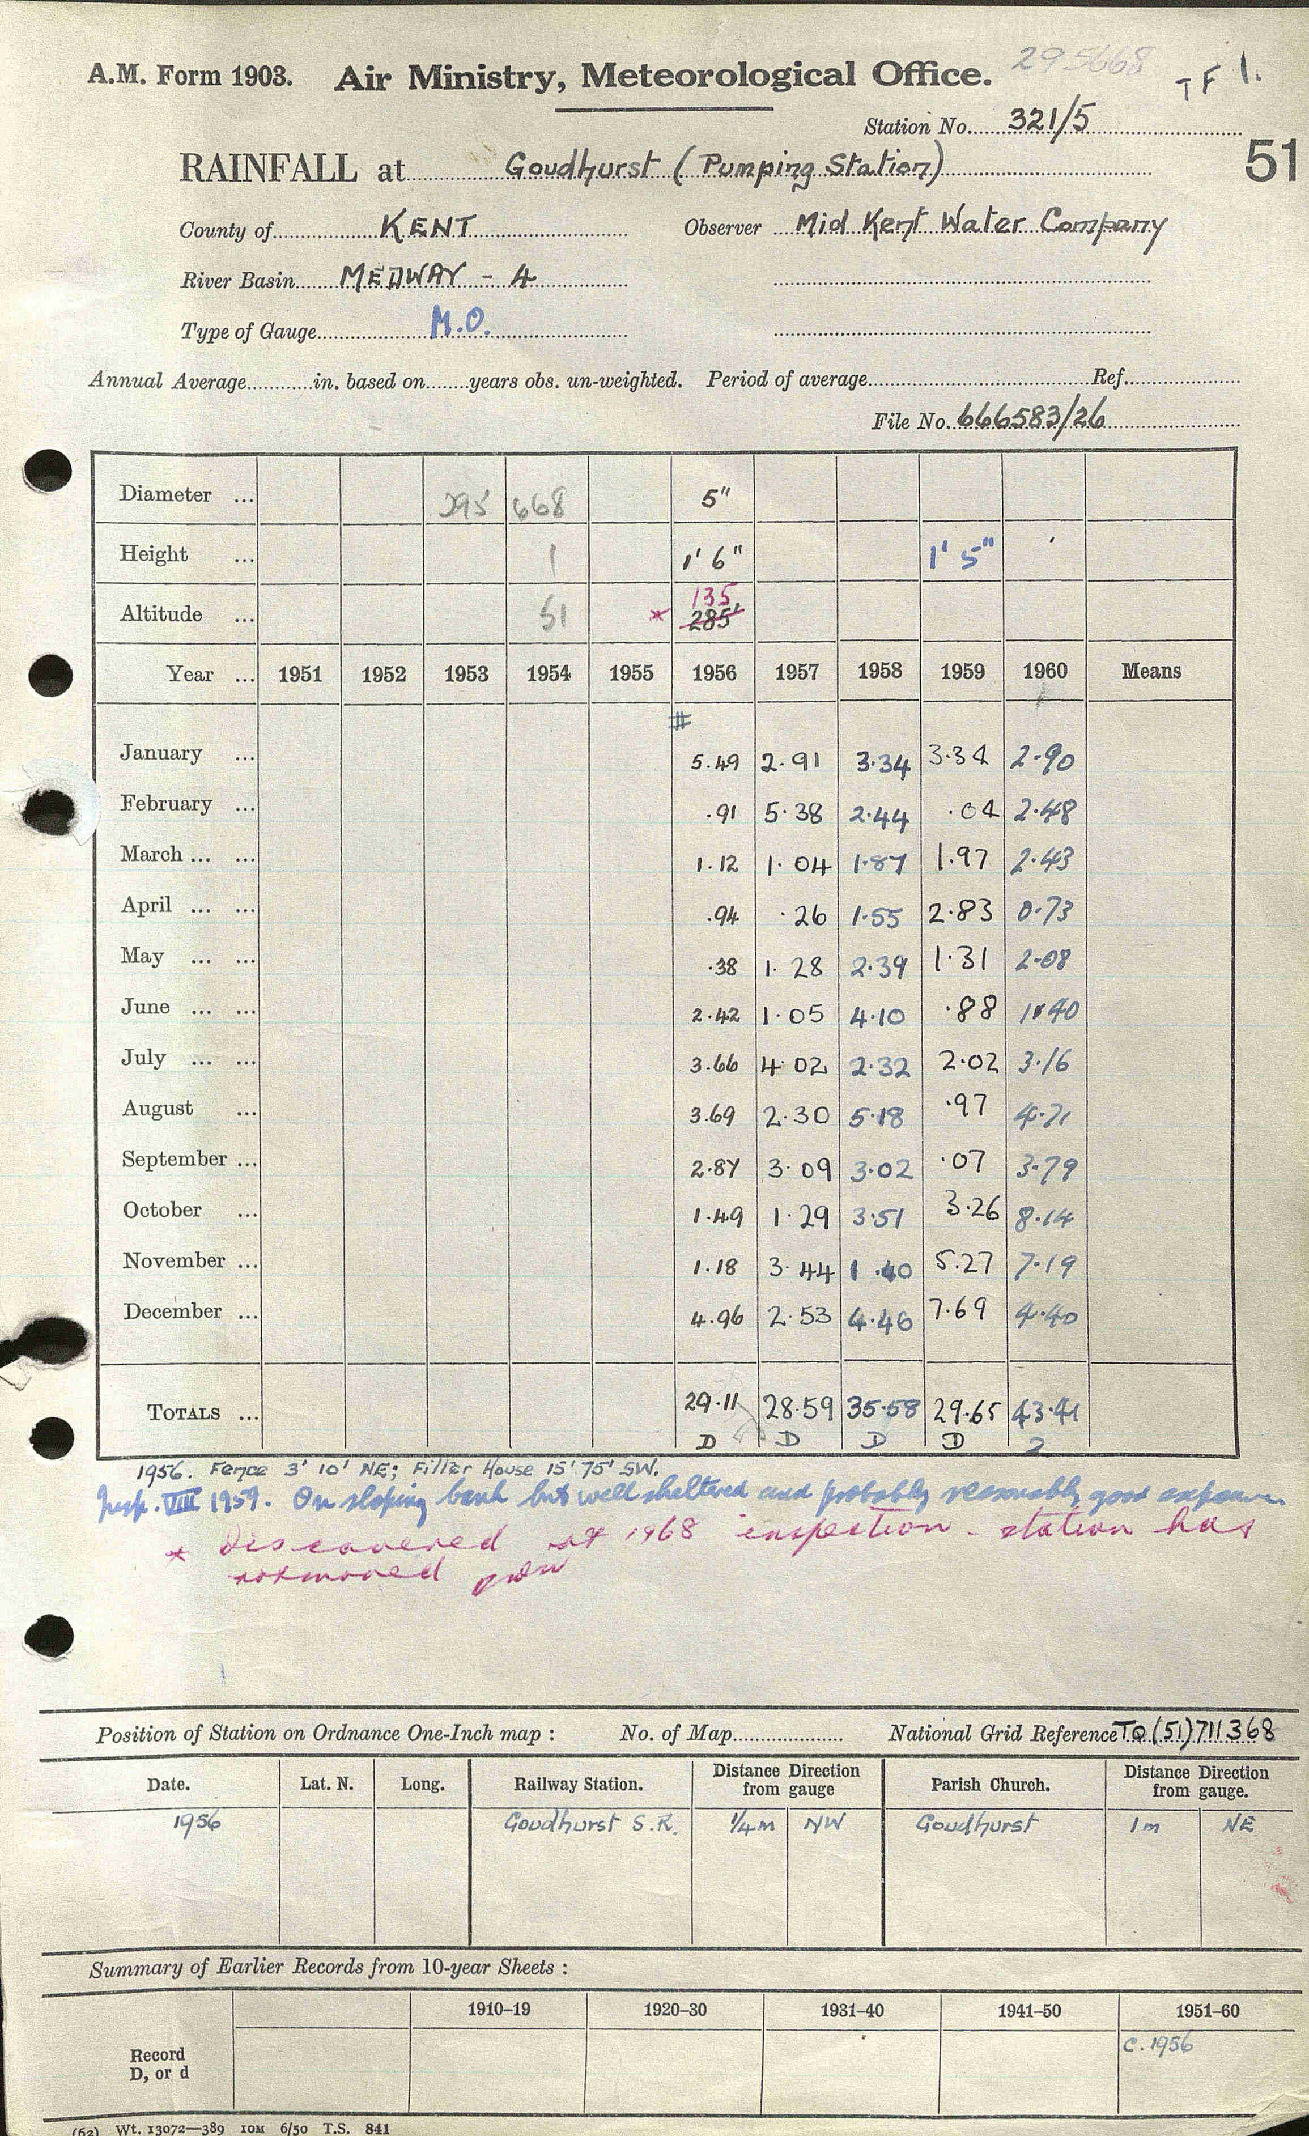 295668
T F 1.
A.M. Form 1903. Air Ministry, Meteorological Office.
Station No. 321/5
51
RAINFALL at Goudhurst (Pumping Station)
County of KENT Observer Mid Kent Water Company
River Basin MEDWAY - 4
Type of Gauge M.O.
Annual Average in. based on years obs. un-weighted. Period of average Ref.
File No. 666583/26
Diameter ... 295 668 5"
Height ... 1 1' 6" 1' 5"
Altitude ... 51 * 135 285'
Year ... 1951 1952 1953 1954 1955 1956 1957 1958 1959 1960 Means
#
January ... 5.49 2.91 3.34 3.34 2.90
February ... .91 5.38 2.44 .04 2.48
March ... ... 1.12 1.04 1.87 1.97 2.43
April ... ... .94 .26 1.55 2.83 0.73
May ... ... .38 1.28 2.39 1.31 2.08
June ... ... 2.42 1.05 4.10 .88 1.40
July ... ... 3.66 4.02 2.32 2.02 3.16
August ... 3.69 2.30 5.18 .97 4.71
September ... 2.87 3.09 3.02 .07 3.79
October ... 1.49 1.29 3.51 3.26 8.14
November ... 1.18 3.44 1.40 5.27 7.19
December ... 4.96 2.53 4.46 7.69 4.40
TOTALS ... 29.11 28.59 35.58 29.65 43.41
D D D D 2
1956. Fence 3' 10' NE; Filter House 15' 75' SW.
Insp. VIII 1959. On sloping bank but well sheltered and probably reasonably good exposure
* Discovered at 1968 inspection - station has
not moved
Position of Station on Ordnance One-Inch map : No. of Map National Grid Reference TQ (51) 711368
Date. Lat. N. Long. Railway Station. Distance Direction from gauge Parish Church. Distance Direction from gauge.
1956 Goudhurst S.R. 1/4 m NW Goudhurst 1 m NE
Summary of Earlier Records from 10-year Sheets :
1910-19 1920-30 1931-40 1941-50 1951-60
Record
D, or d
C. 1956
(62) Wt. 13072—389 10M 6/50 T.S. 841